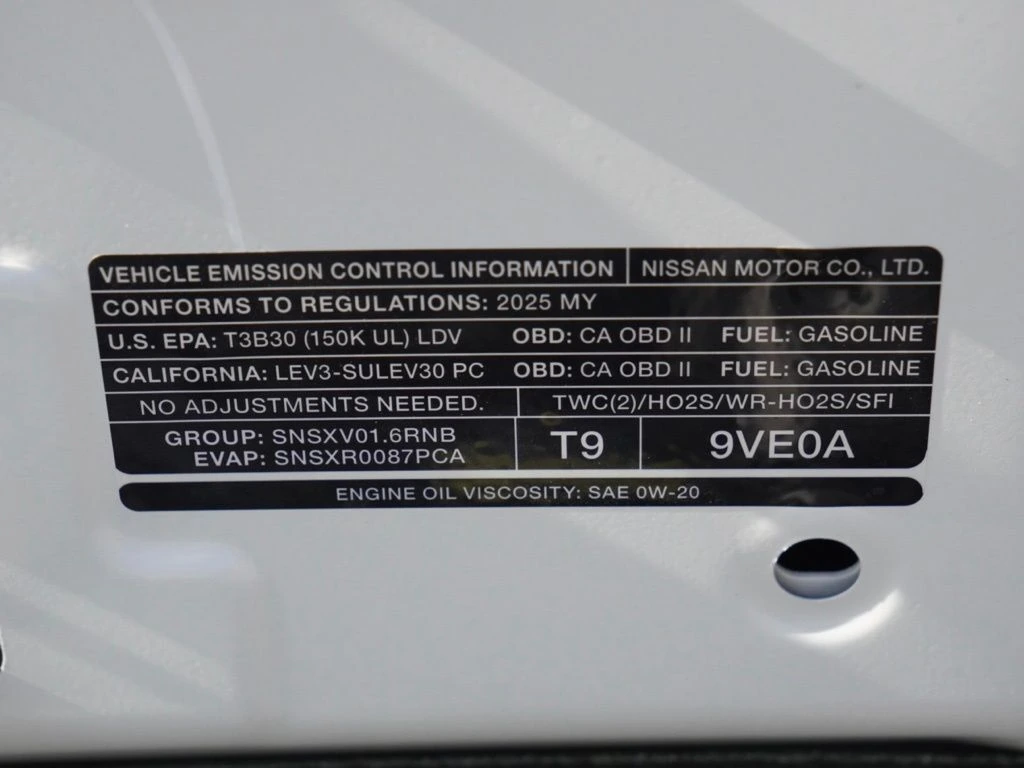 VEHICLE EMISSION CONTROL INFORMATION NISSAN MOTOR CO., LTD.
CONFORMS TO REGULATIONS: 2025 MY
U.S. EPA: T3B30 (150K UL) LDV OBD: CA OBD II FUEL: GASOLINE
CALIFORNIA: LEV3-SULEV30 PC OBD: CA OBD II FUEL: GASOLINE
NO ADJUSTMENTS NEEDED. TWC(2)/HO2S/WR-HO2S/SFI
GROUP: SNSXV01.6RNB
EVAP: SNSXR0087PCA
T9 9VE0A
ENGINE OIL VISCOSITY: SAE 0W-20